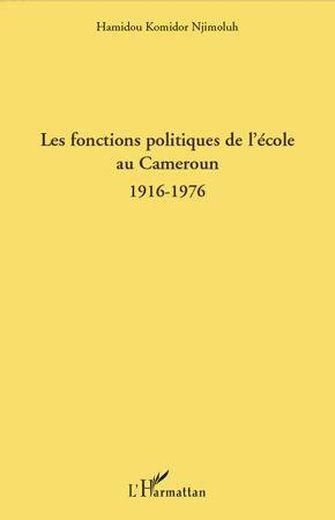 Hamidou Komidor Njimoluh
Les fonctions politiques de l'école
au Cameroun
1916-1976
L'Harmattan